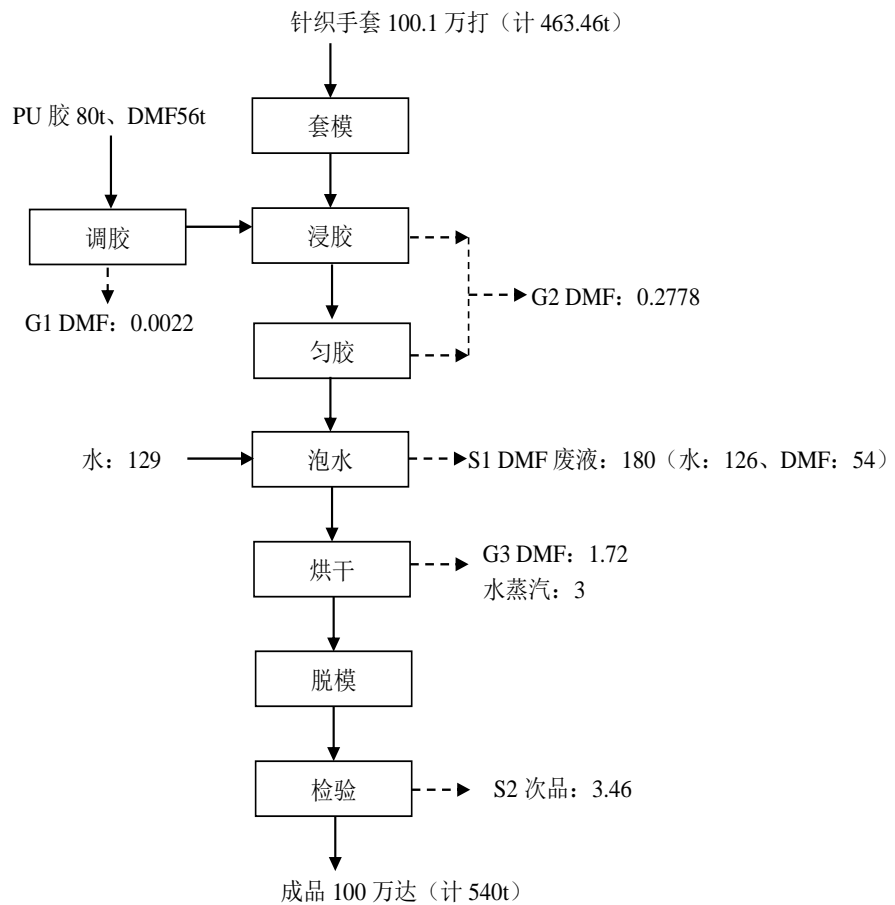 针织手套 100.1 万打（计 463.46t）
PU 胶 80t、DMF56t
套模
调胶
浸胶
G1 DMF：0.0022
G2 DMF：0.2778
匀胶
水：129
泡水
S1 DMF 废液：180（水：126、DMF：54）
烘干
G3 DMF：1.72
水蒸汽：3
脱模
检验
S2 次品：3.46
成品 100 万达（计 540t）